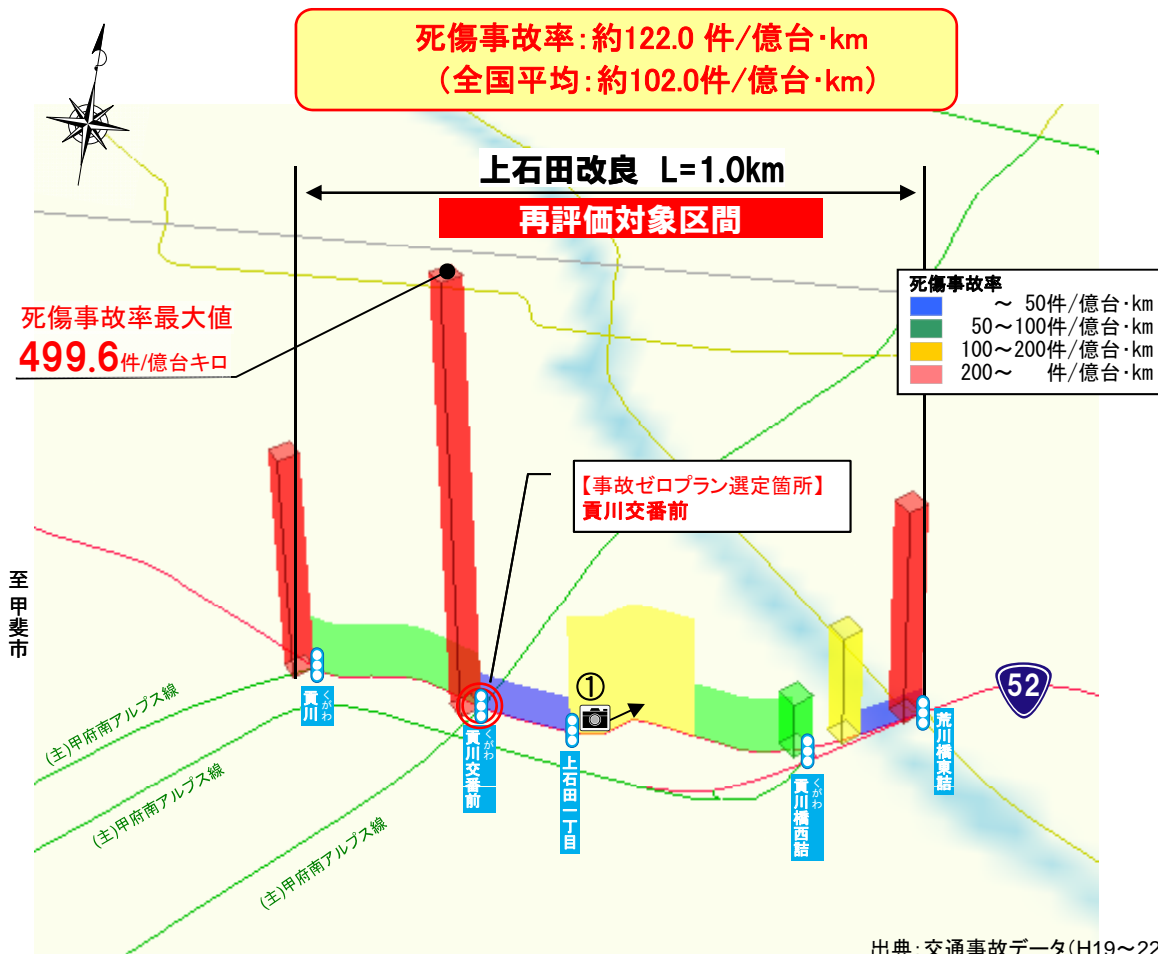 死傷事故率：約122.0 件/億台・km
（全国平均：約102.0件/億台・km）
上石田改良 L=1.0km
再評価対象区間
死傷事故率
～ 50件/億台・km
50～100件/億台・km
100～200件/億台・km
200～ 件/億台・km
死傷事故率最大値
499.6件/億台キロ
【事故ゼロプラン選定箇所】
貢川交番前
至甲斐市
①
52
貢川
くがわ
貢川交番前
くがわ
上石田一丁目
貢川橋西詰
くがわ
荒川橋東詰
(主)甲府南アルプス線
(主)甲府南アルプス線
(主)甲府南アルプス線
出典：交通事故データ(H19～22